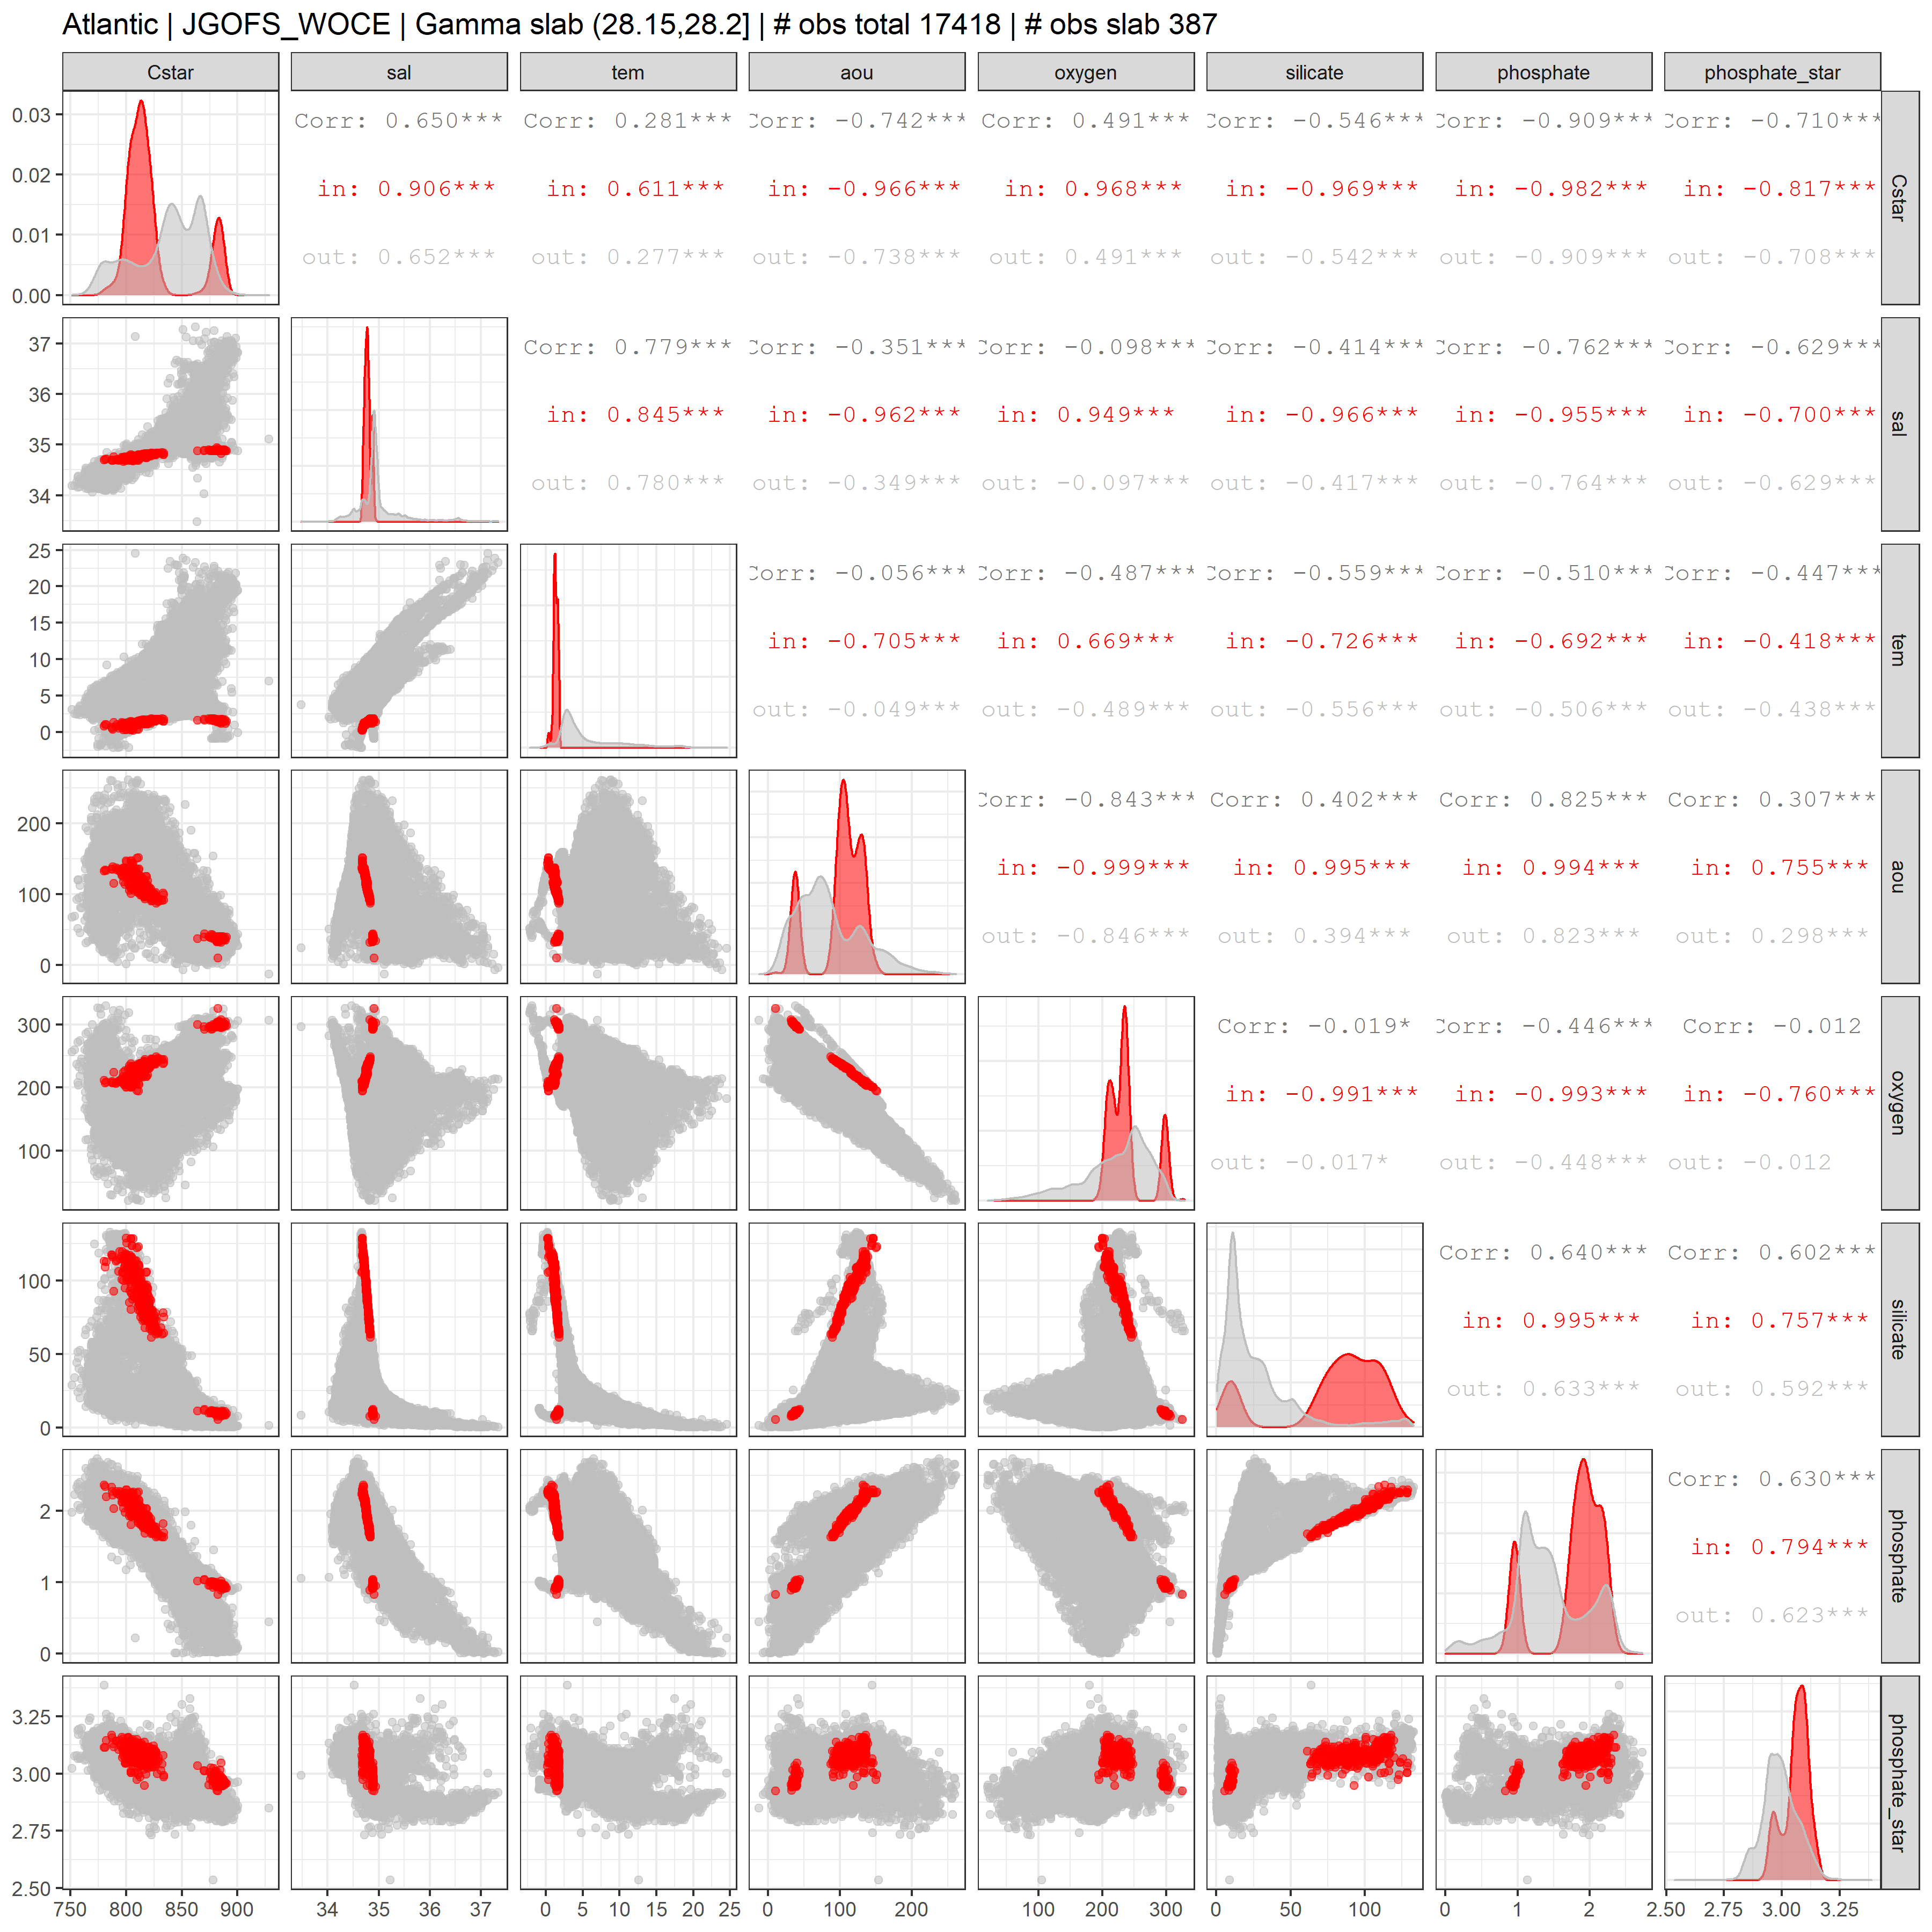 Atlantic | JGOFS_WOCE | Gamma slab (28.15,28.2] | # obs total 17418 | # obs slab 387
Cstar sal tem aou oxygen silicate phosphate phosphate_star
0.03
0.02
0.01
0.00
Corr: 0.650*** Corr: 0.281*** Corr: -0.742*** Corr: 0.491*** Corr: -0.546*** Corr: -0.909*** Corr: -0.710***
in: 0.906*** in: 0.611*** in: -0.966*** in: 0.968*** in: -0.969*** in: -0.982*** in: -0.817***
out: 0.652*** out: 0.277*** out: -0.738*** out: 0.491*** out: -0.542*** out: -0.909*** out: -0.708***
Cstar
37
36
35
34
Corr: 0.779*** Corr: -0.351*** Corr: -0.098*** Corr: -0.414*** Corr: -0.762*** Corr: -0.629***
in: 0.845*** in: -0.962*** in: 0.949*** in: -0.966*** in: -0.955*** in: -0.700***
out: 0.780*** out: -0.349*** out: -0.097*** out: -0.417*** out: -0.764*** out: -0.629***
sal
25
20
15
10
5
0
Corr: -0.056*** Corr: -0.487*** Corr: -0.559*** Corr: -0.510*** Corr: -0.447***
in: -0.705*** in: 0.669*** in: -0.726*** in: -0.692*** in: -0.418***
out: -0.049*** out: -0.489*** out: -0.556*** out: -0.506*** out: -0.438***
tem
200
100
0
Corr: -0.843*** Corr: 0.402*** Corr: 0.825*** Corr: 0.307***
in: -0.999*** in: 0.995*** in: 0.994*** in: 0.755***
out: -0.846*** out: 0.394*** out: 0.823*** out: 0.298***
aou
300
200
100
Corr: -0.019* Corr: -0.446*** Corr: -0.012
in: -0.991*** in: -0.993*** in: -0.760***
out: -0.017* out: -0.448*** out: -0.012
oxygen
100
50
0
Corr: 0.640*** Corr: 0.602***
in: 0.995*** in: 0.757***
out: 0.633*** out: 0.592***
silicate
2
1
0
Corr: 0.630***
in: 0.794***
out: 0.623***
phosphate
3.25
3.00
2.75
2.50
phosphate_star
750 800 850 900 34 35 36 37 0 5 10 15 20 25 0 100 200 100 200 300 0 50 100 0 1 2 2.50 2.75 3.00 3.25